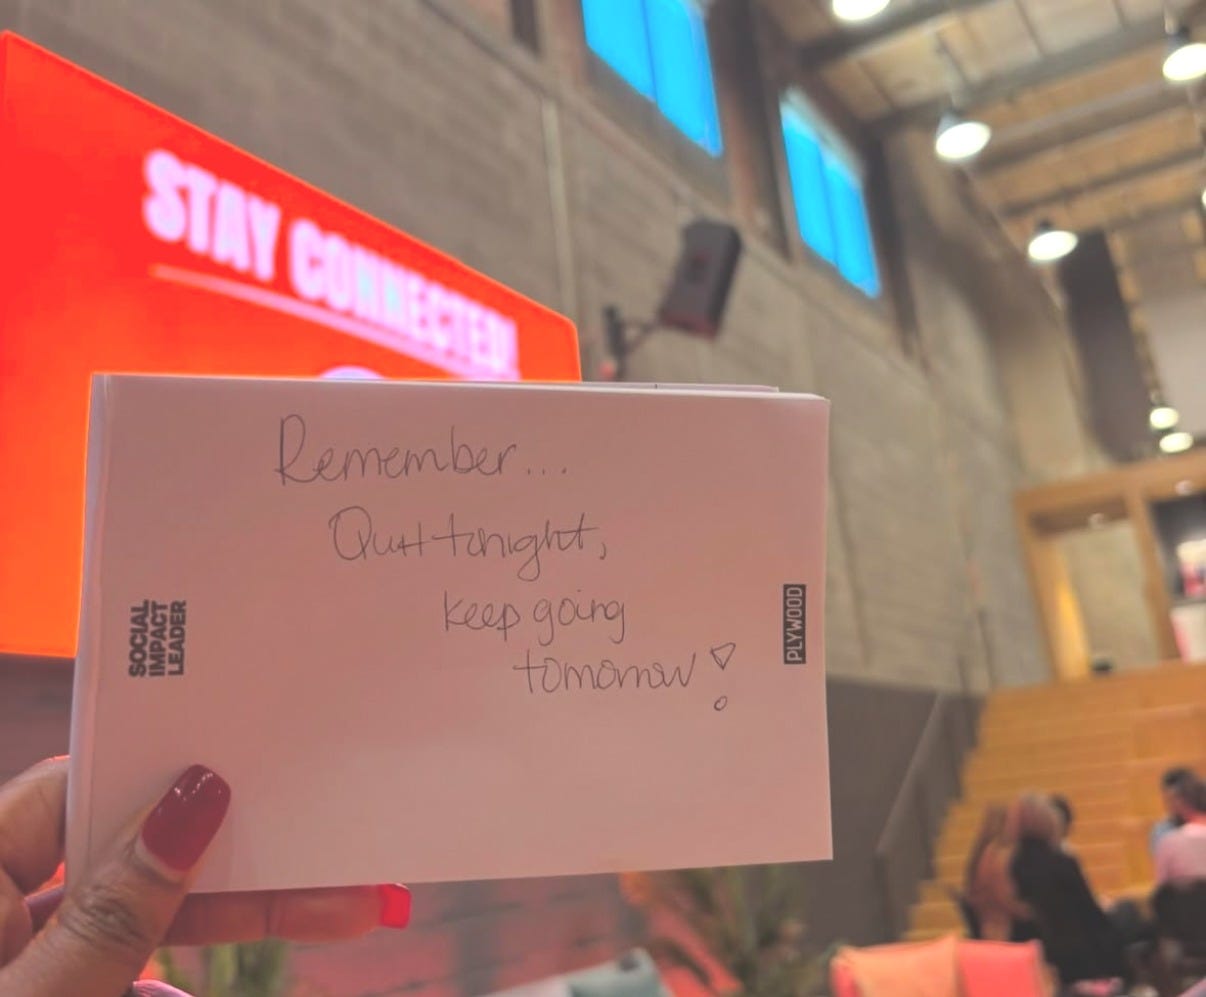 STAY CONNECTED!
Remember...
Quit tonight,
keep going
tomorrow!
SOCIAL
IMPACT
LEADER
PLYWOOD